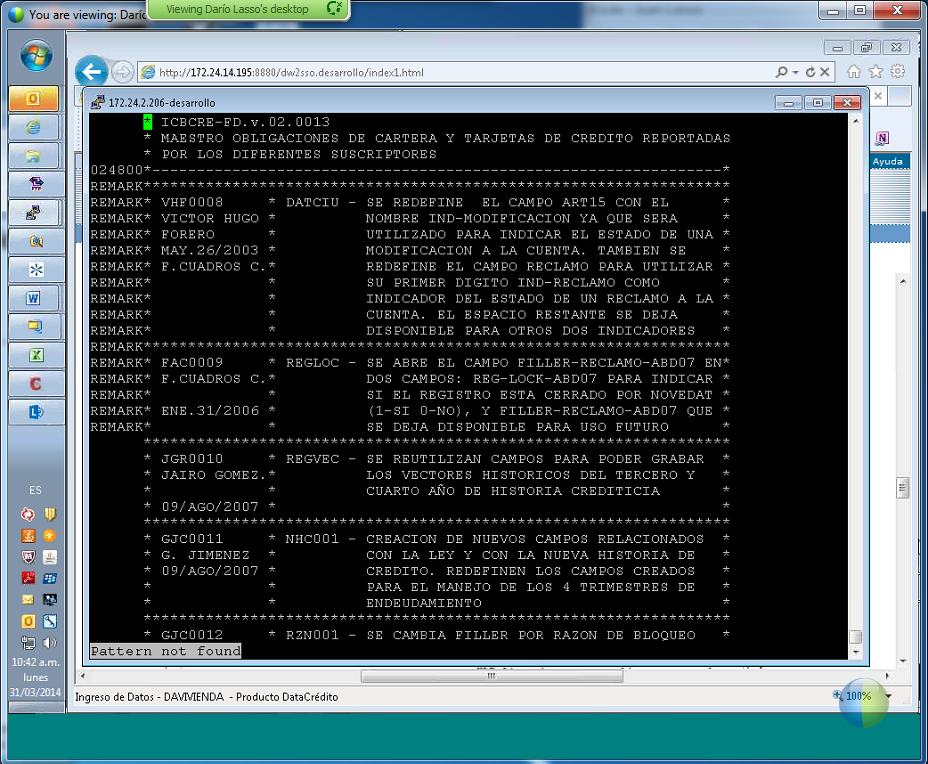 You are viewing: Darío
Viewing Darío Lasso's desktop
http://172.24.14.195:8880/dw2sso.desarrollo/index1.html
172.24.2.206-desarrollo
Ayuda
* ICBCRE-FD.v.02.0013
* MAESTRO OBLIGACIONES DE CARTERA Y TARJETAS DE CREDITO REPORTADAS
* POR LOS DIFERENTES SUSCRIPTORES
024800*-----------------------------------------------------------------*
REMARK******************************************************************
REMARK* VHF0008 * DATCIU - SE REDEFINE EL CAMPO ART15 CON EL *
REMARK* VICTOR HUGO * NOMBRE IND-MODIFICACION YA QUE SERA *
REMARK* FORERO * UTILIZADO PARA INDICAR EL ESTADO DE UNA *
REMARK* MAY.26/2003 * MODIFICACION A LA CUENTA. TAMBIEN SE *
REMARK* F.CUADROS C.* REDEFINE EL CAMPO RECLAMO PARA UTILIZAR *
REMARK* * SU PRIMER DIGITO IND-RECLAMO COMO *
REMARK* * INDICADOR DEL ESTADO DE UN RECLAMO A LA *
REMARK* * CUENTA. EL ESPACIO RESTANTE SE DEJA *
REMARK* * DISPONIBLE PARA OTROS DOS INDICADORES *
REMARK******************************************************************
REMARK* FAC0009 * REGLOC - SE ABRE EL CAMPO FILLER-RECLAMO-ABD07 EN*
REMARK* F.CUADROS C.* DOS CAMPOS: REG-LOCK-ABD07 PARA INDICAR *
REMARK* * SI EL REGISTRO ESTA CERRADO POR NOVEDAT *
REMARK* ENE.31/2006 * (1-SI 0-NO), Y FILLER-RECLAMO-ABD07 QUE *
REMARK* * SE DEJA DISPONIBLE PARA USO FUTURO *
******************************************************************
* JGR0010 * REGVEC - SE REUTILIZAN CAMPOS PARA PODER GRABAR *
* JAIRO GOMEZ.* LOS VECTORES HISTORICOS DEL TERCERO Y *
* * CUARTO AÑO DE HISTORIA CREDITICIA *
* 09/AGO/2007 * *
******************************************************************
* GJC0011 * NHC001 - CREACION DE NUEVOS CAMPOS RELACIONADOS *
* G. JIMENEZ * CON LA LEY Y CON LA NUEVA HISTORIA DE *
* 09/AGO/2007 * CREDITO. REDEFINEN LOS CAMPOS CREADOS *
* * PARA EL MANEJO DE LOS 4 TRIMESTRES DE *
* * ENDEUDAMIENTO *
******************************************************************
* GJC0012 * RZN001 - SE CAMBIA FILLER POR RAZON DE BLOQUEO *
Pattern not found
ES
10:42 a.m.
lunes
31/03/2014
Ingreso de Datos - DAVIVIENDA - Producto DataCrédito
100%